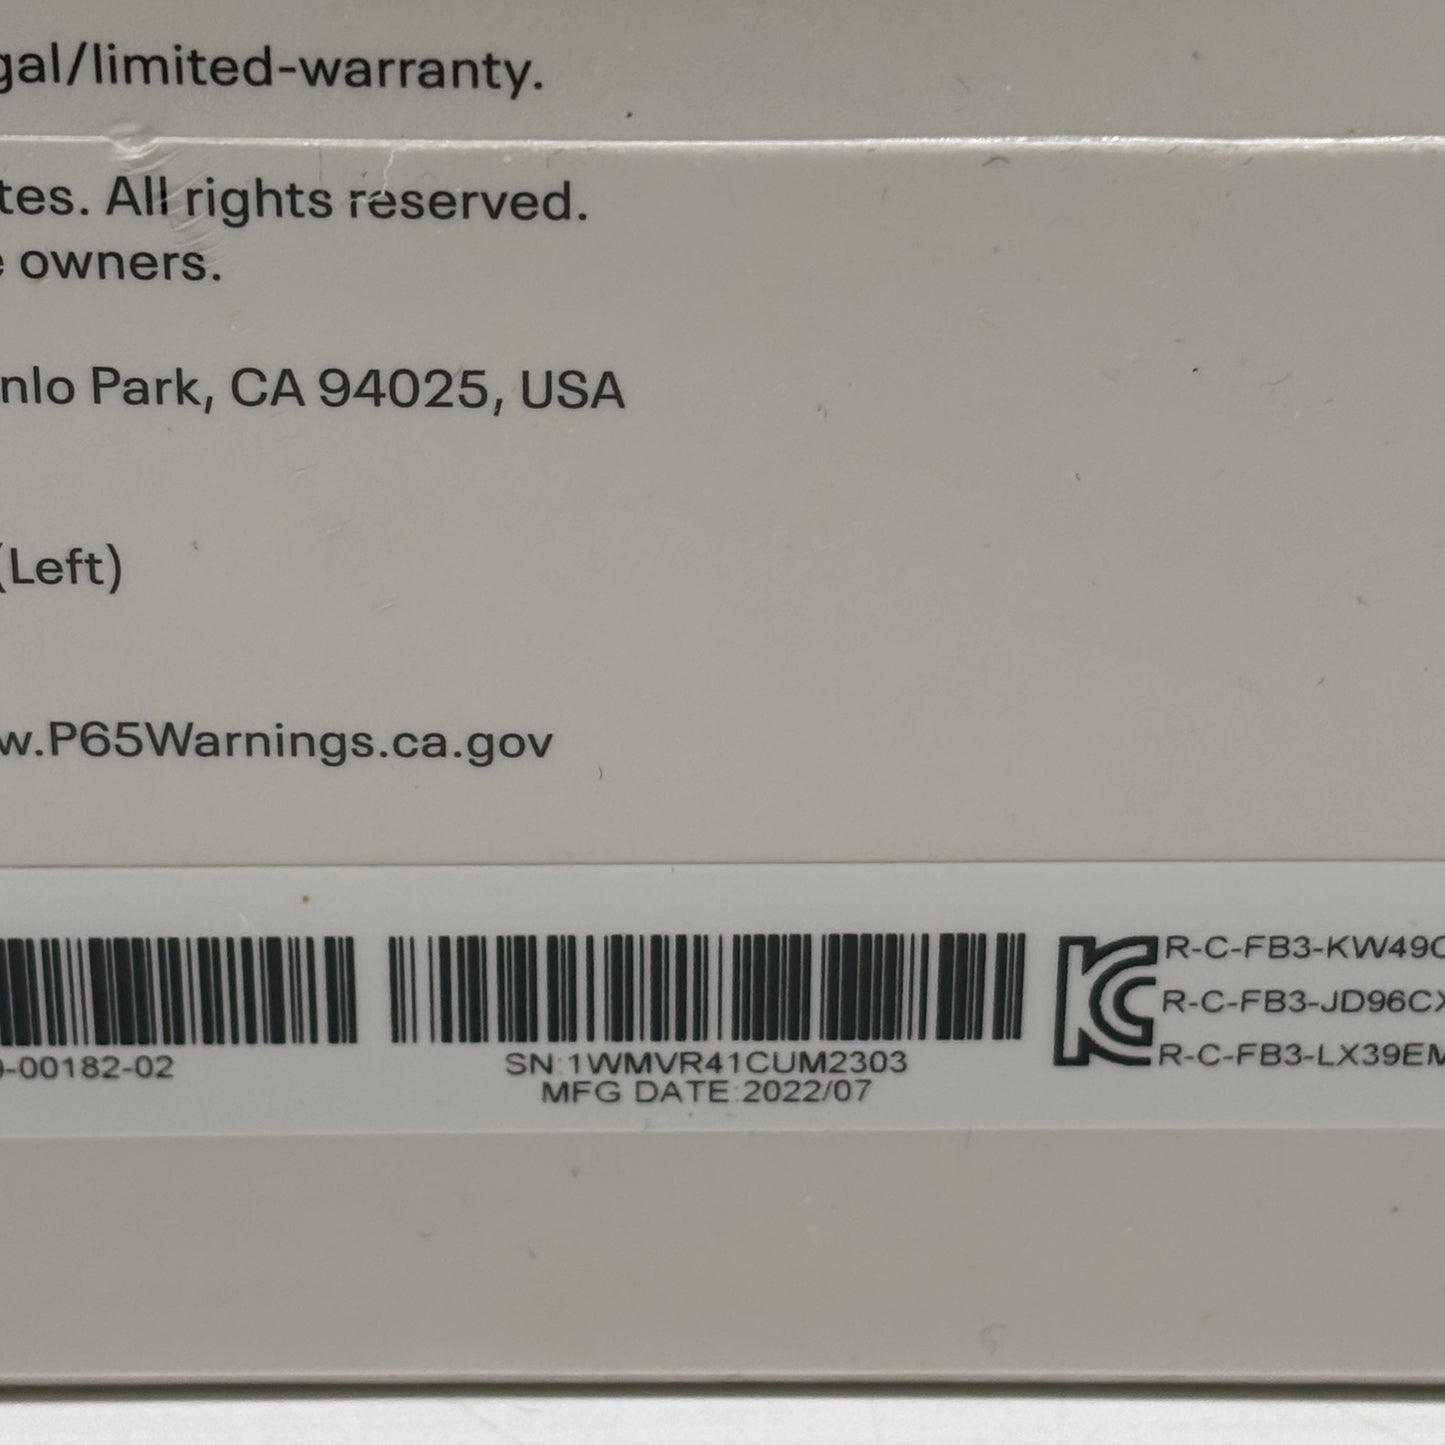 gal/limited-warranty.
tes. All rights reserved.
e owners.
nlo Park, CA 94025, USA
(Left)
w.P65Warnings.ca.gov
-00182-02
SN:1WMVR41CUM2303
MFG DATE:2022/07
R-C-FB3-KW49
R-C-FB3-JD96CX
R-C-FB3-LX39EM